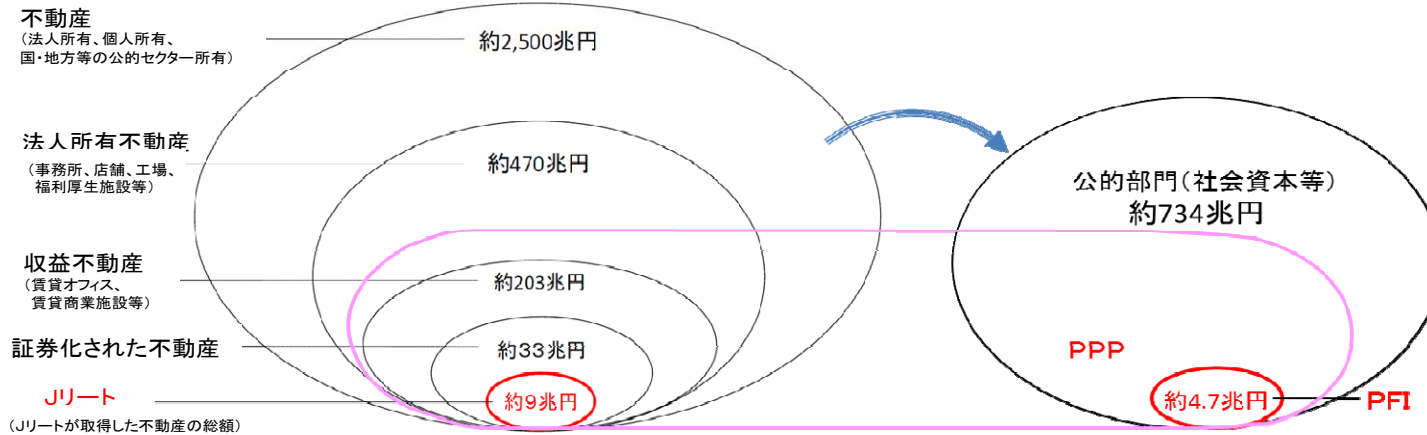 不動産
（法人所有、個人所有、
国・地方等の公的セクター所有）
約2,500兆円
法人所有不動産
（事務所、店舗、工場、
福利厚生施設等）
約470兆円
収益不動産
（賃貸オフィス、
賃貸商業施設等）
約203兆円
証券化された不動産
約33兆円
Jリート
（Jリートが取得した不動産の総額）
約9兆円
公的部門（社会資本等）
約734兆円
PPP
約4.7兆円
PFI